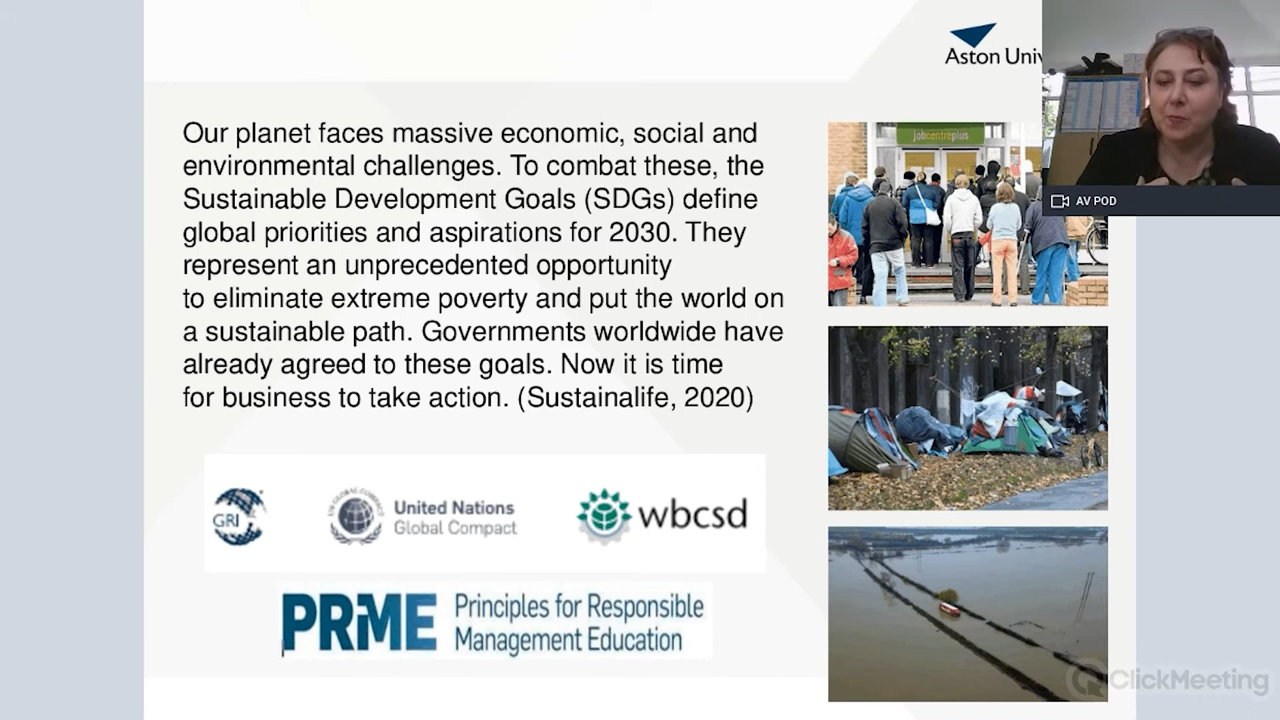 Aston Univ
Our planet faces massive economic, social and
environmental challenges. To combat these, the
Sustainable Development Goals (SDGs) define
global priorities and aspirations for 2030. They
represent an unprecedented opportunity
to eliminate extreme poverty and put the world on
a sustainable path. Governments worldwide have
already agreed to these goals. Now it is time
for business to take action. (Sustainalife, 2020)
jobcentreplus
AV POD
GRI
United Nations
Global Compact
wbcsd
PRME Principles for Responsible
Management Education
ClickMeeting